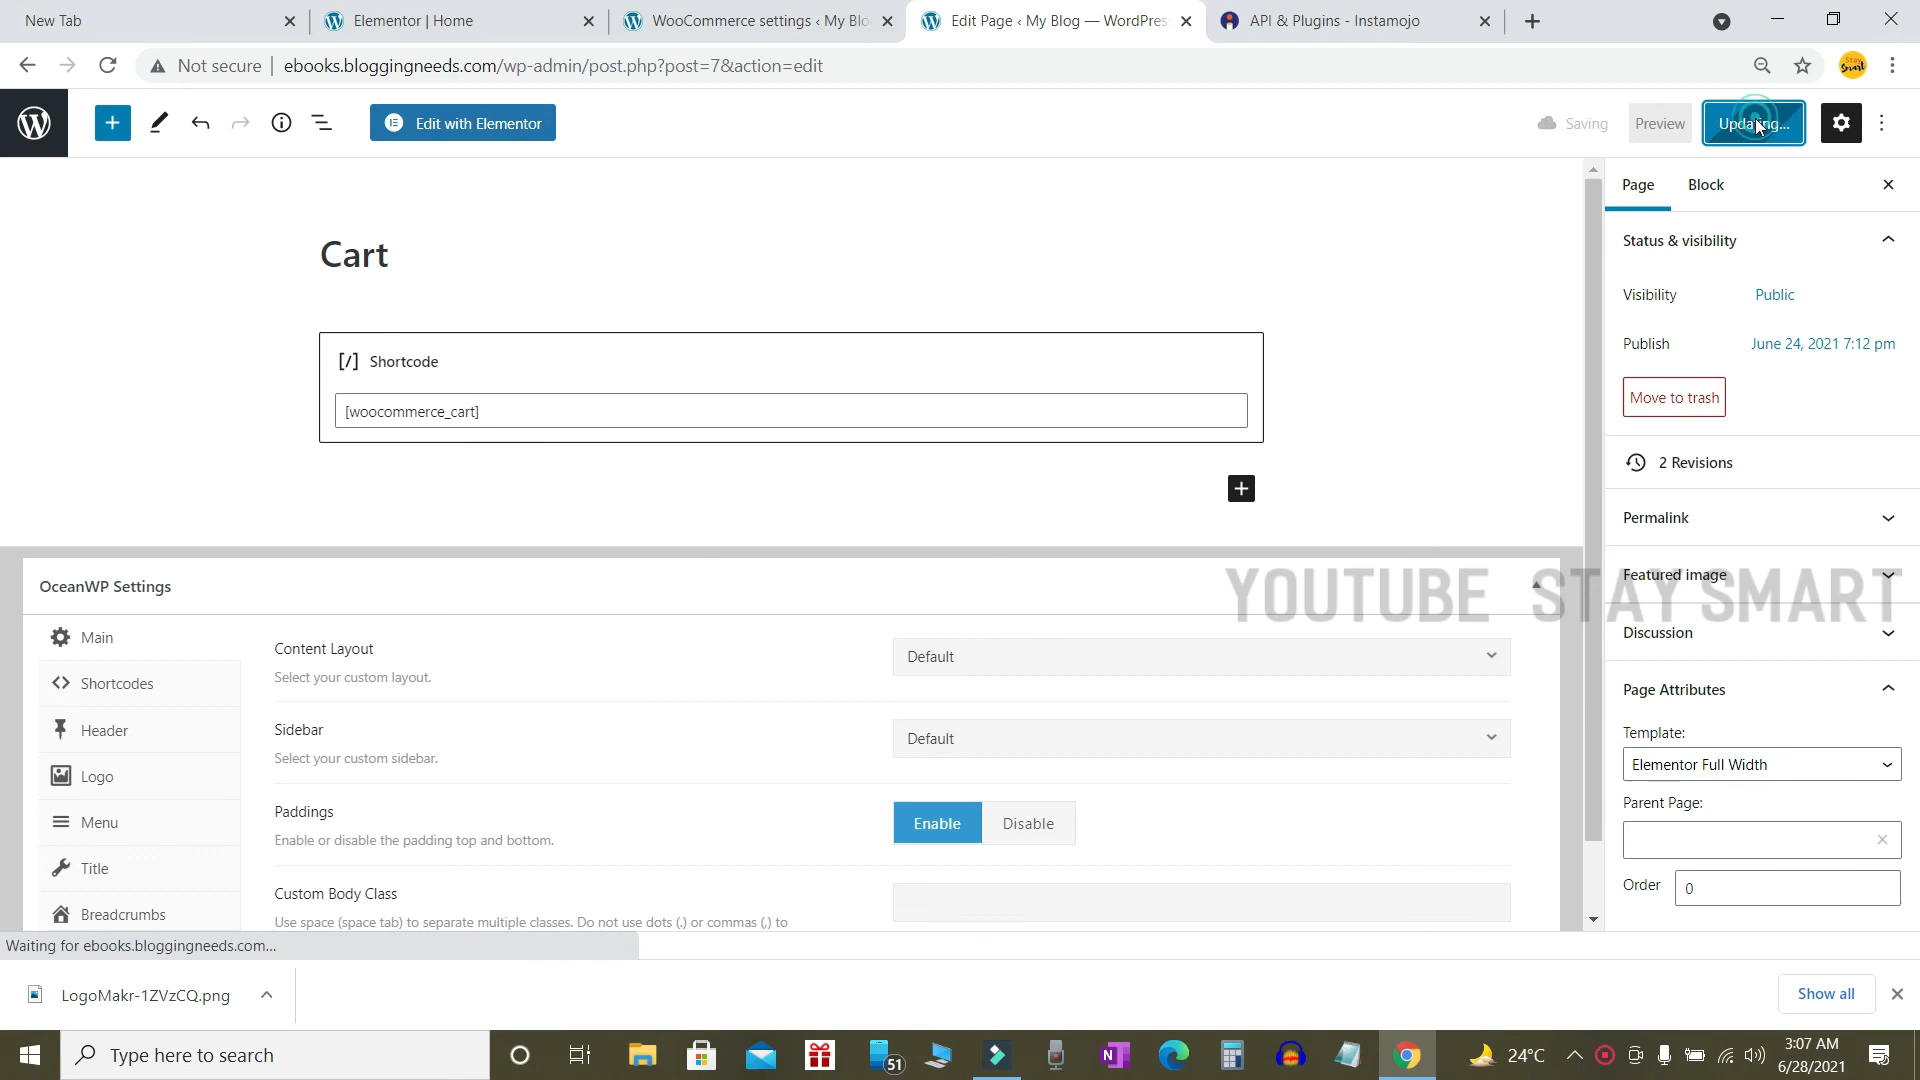 New Tab
Elementor | Home
WooCommerce settings ‹ My Blo
Edit Page ‹ My Blog — WordPres
API & Plugins - Instamojo
Not secure
ebooks.bloggingneeds.com/wp-admin/post.php?post=7&action=edit
Edit with Elementor
Saving
Preview
Updating...
Page
Block
Cart
Status & visibility
Visibility
Public
Publish
June 24, 2021 7:12 pm
Move to trash
[/] Shortcode
[woocommerce_cart]
2 Revisions
Permalink
Featured image
Discussion
YOUTUBE STAY SMART
OceanWP Settings
Main
Shortcodes
Header
Logo
Menu
Title
Breadcrumbs
Content Layout
Select your custom layout.
Default
Sidebar
Select your custom sidebar.
Default
Paddings
Enable or disable the padding top and bottom.
Enable
Disable
Custom Body Class
Use space (space tab) to separate multiple classes. Do not use dots (.) or commas (,) to
Page Attributes
Template:
Elementor Full Width
Parent Page:
Order
0
Waiting for ebooks.bloggingneeds.com...
LogoMakr-1ZVzCQ.png
Show all
Type here to search
51
24°C
3:07 AM
6/28/2021